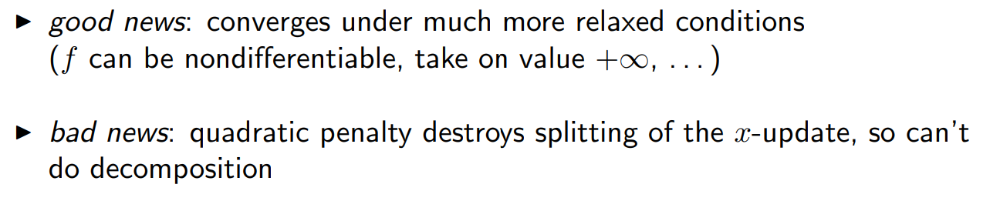 ▶ good news: converges under much more relaxed conditions
(f can be nondifferentiable, take on value +∞, . . . )
▶ bad news: quadratic penalty destroys splitting of the x-update, so can't
do decomposition